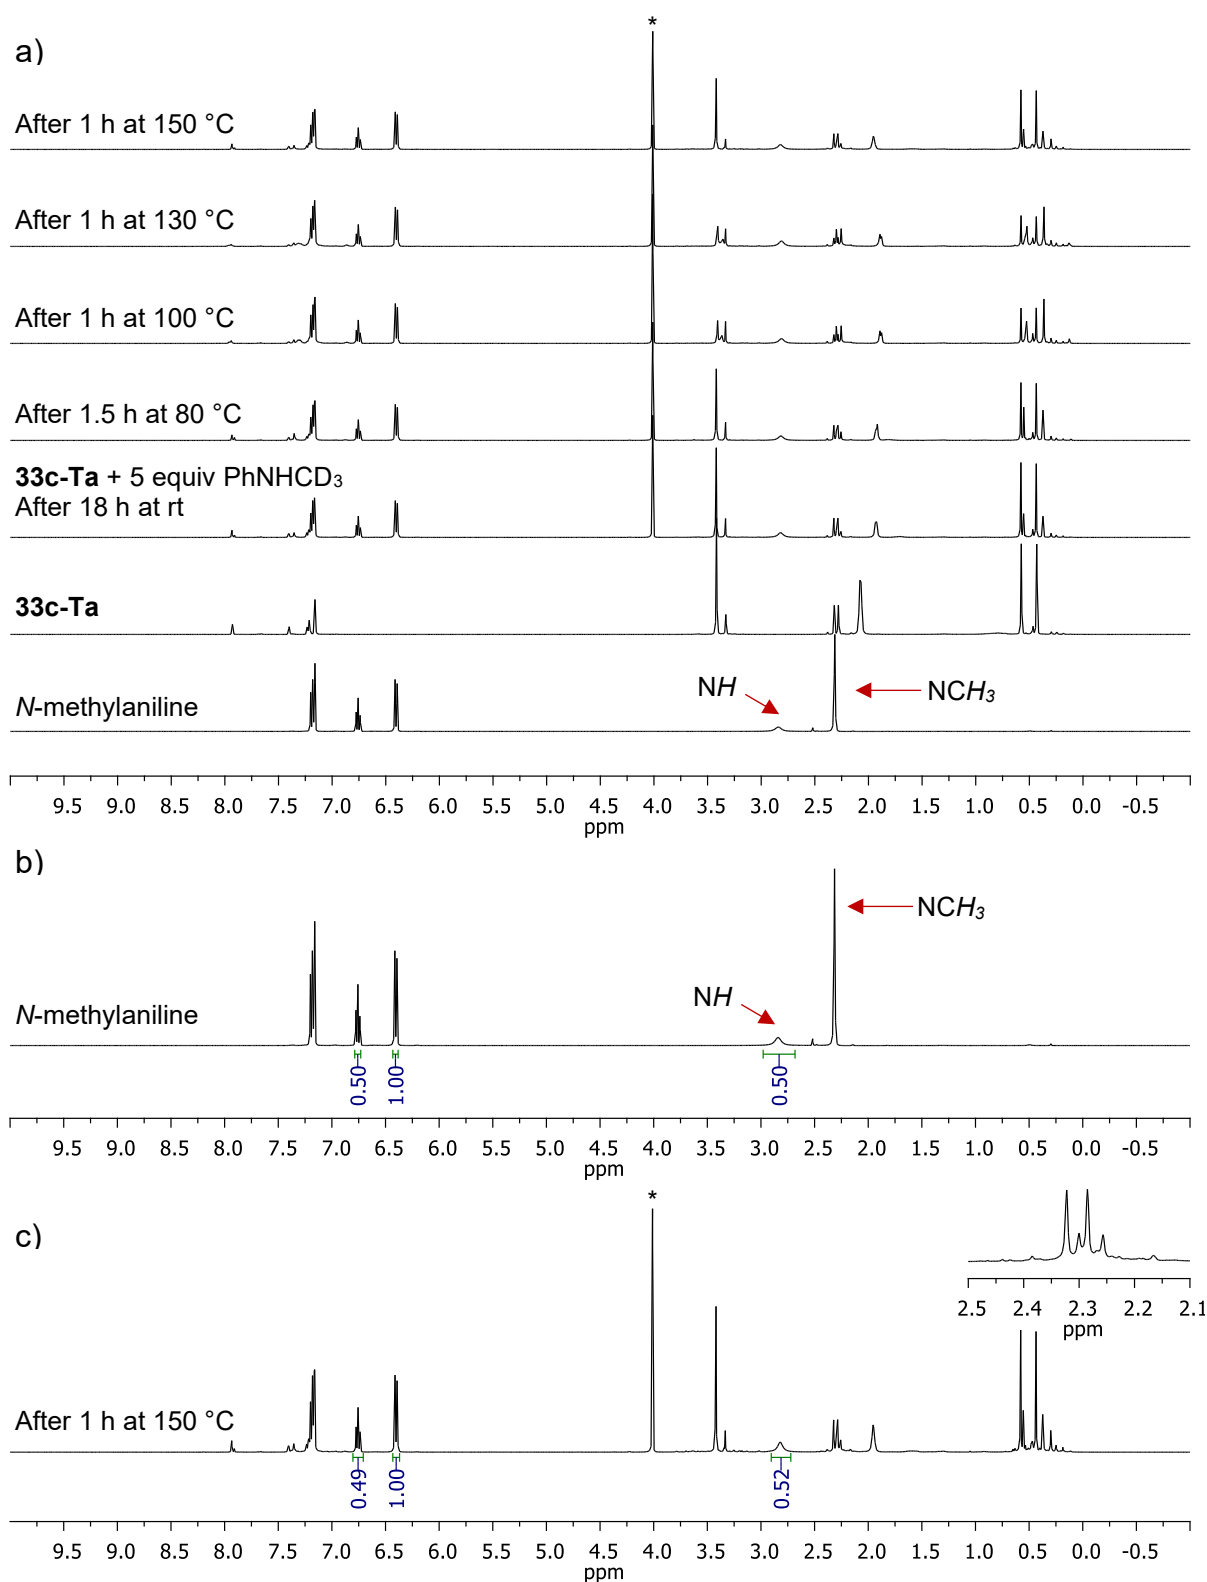 *
a)
After 1 h at 150 °C
After 1 h at 130 °C
After 1 h at 100 °C
After 1.5 h at 80 °C
33c-Ta + 5 equiv PhNHCD₃
After 18 h at rt
33c-Ta
N-methylaniline
NH
NCH₃
9.5 9.0 8.5 8.0 7.5 7.0 6.5 6.0 5.5 5.0 4.5 4.0 3.5 3.0 2.5 2.0 1.5 1.0 0.5 0.0 -0.5
ppm
b)
NCH₃
NH
N-methylaniline
0.50 1.00 0.50
9.5 9.0 8.5 8.0 7.5 7.0 6.5 6.0 5.5 5.0 4.5 4.0 3.5 3.0 2.5 2.0 1.5 1.0 0.5 0.0 -0.5
ppm
*
c)
2.5 2.4 2.3 2.2 2.1
ppm
After 1 h at 150 °C
0.49 1.00 0.52
9.5 9.0 8.5 8.0 7.5 7.0 6.5 6.0 5.5 5.0 4.5 4.0 3.5 3.0 2.5 2.0 1.5 1.0 0.5 0.0 -0.5
ppm